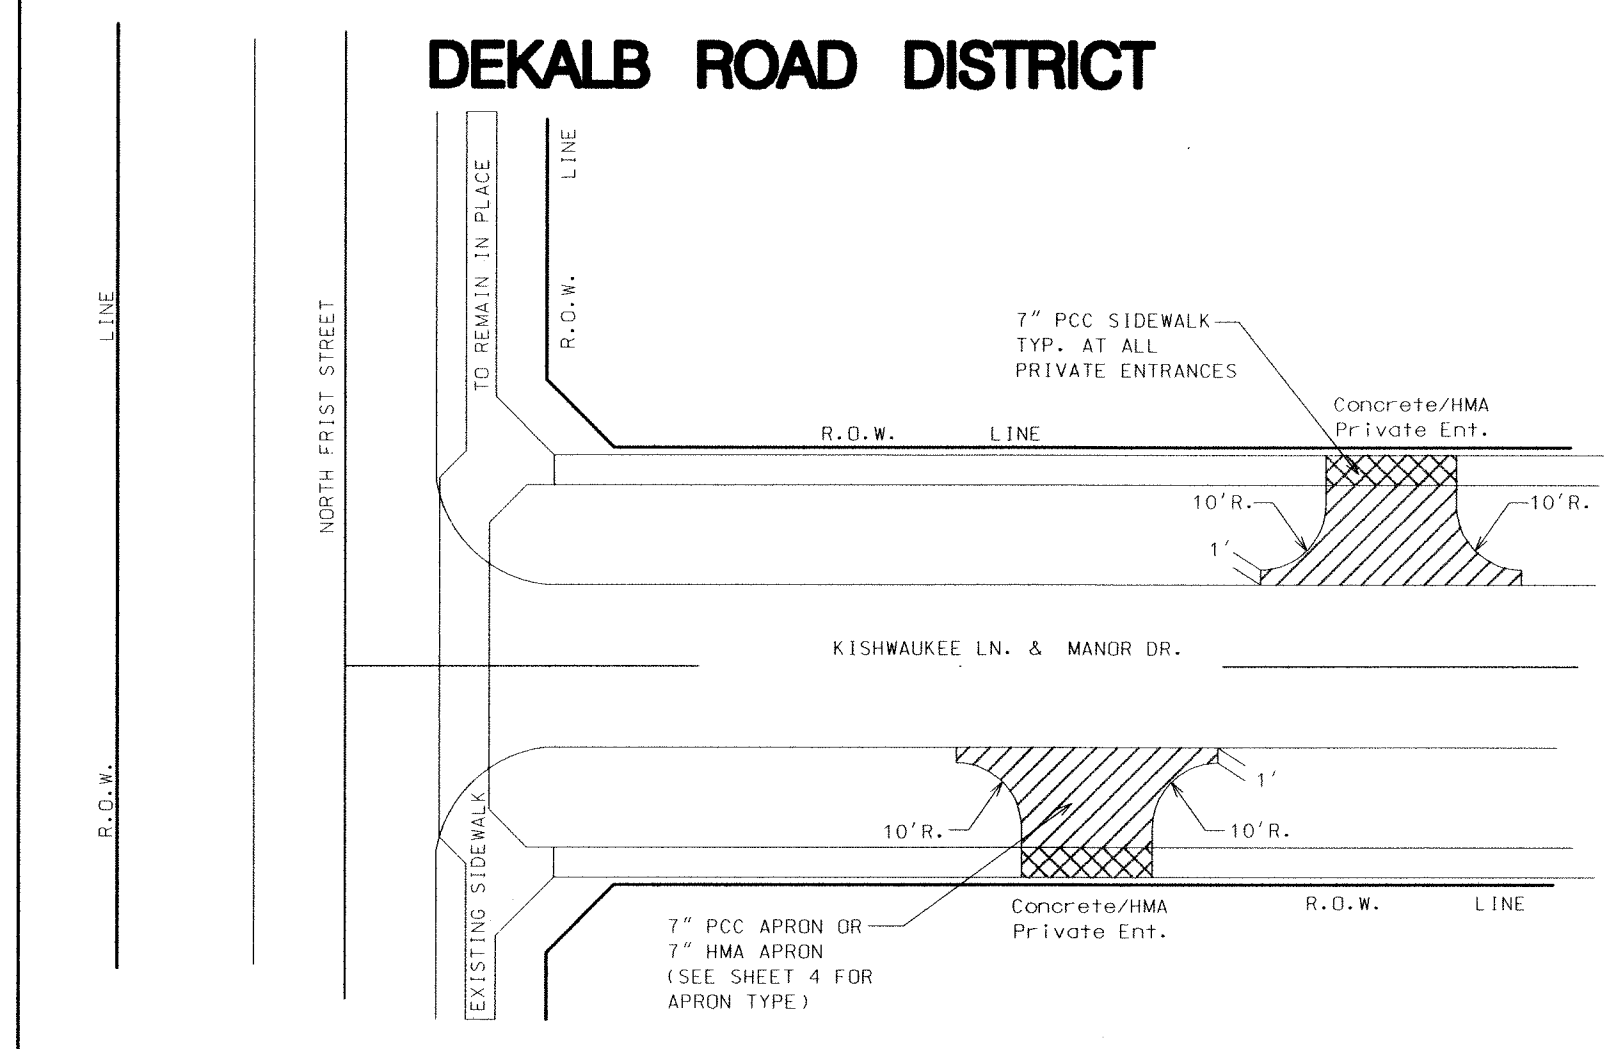 DEKALB ROAD DISTRICT
LINE
R.O.W.
NORTH FRIST STREET
TO REMAIN IN PLACE
LINE
R.O.W.
7" PCC SIDEWALK
TYP. AT ALL
PRIVATE ENTRANCES
Concrete/HMA
Private Ent.
R.O.W. LINE
10'R.
10'R.
1'
KISHWAUKEE LN. & MANOR DR.
1'
10'R.
10'R.
EXISTING SIDEWALK
7" PCC APRON OR
7" HMA APRON
(SEE SHEET 4 FOR
APRON TYPE)
Concrete/HMA
Private Ent.
R.O.W. LINE